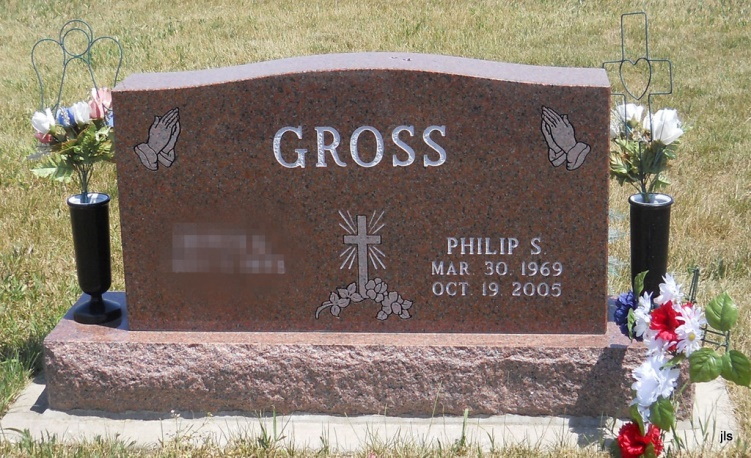 GROSS
PHILIP S.
MAR. 30. 1969
OCT. 19. 2005
jls